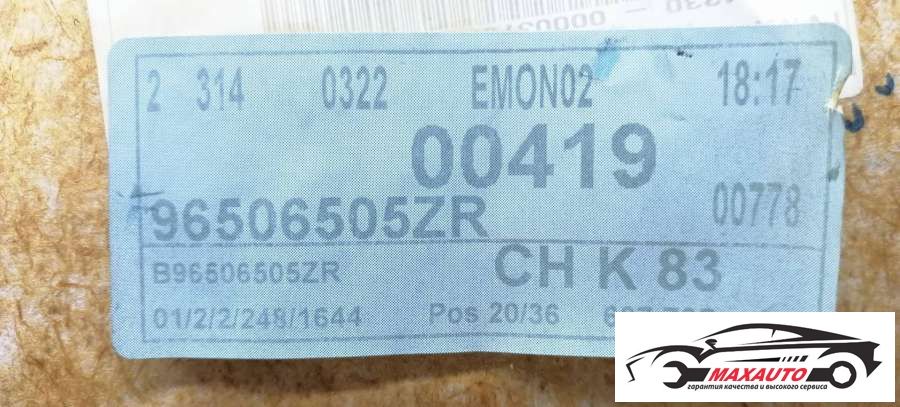 2 314 0322 EMON02 18:17
00419
96506505ZR 00778
B96506505ZR CH K 83
01/2/2/248/1644 Pos 20/36
MAXAUTO
гарантия качества и высокого сервиса